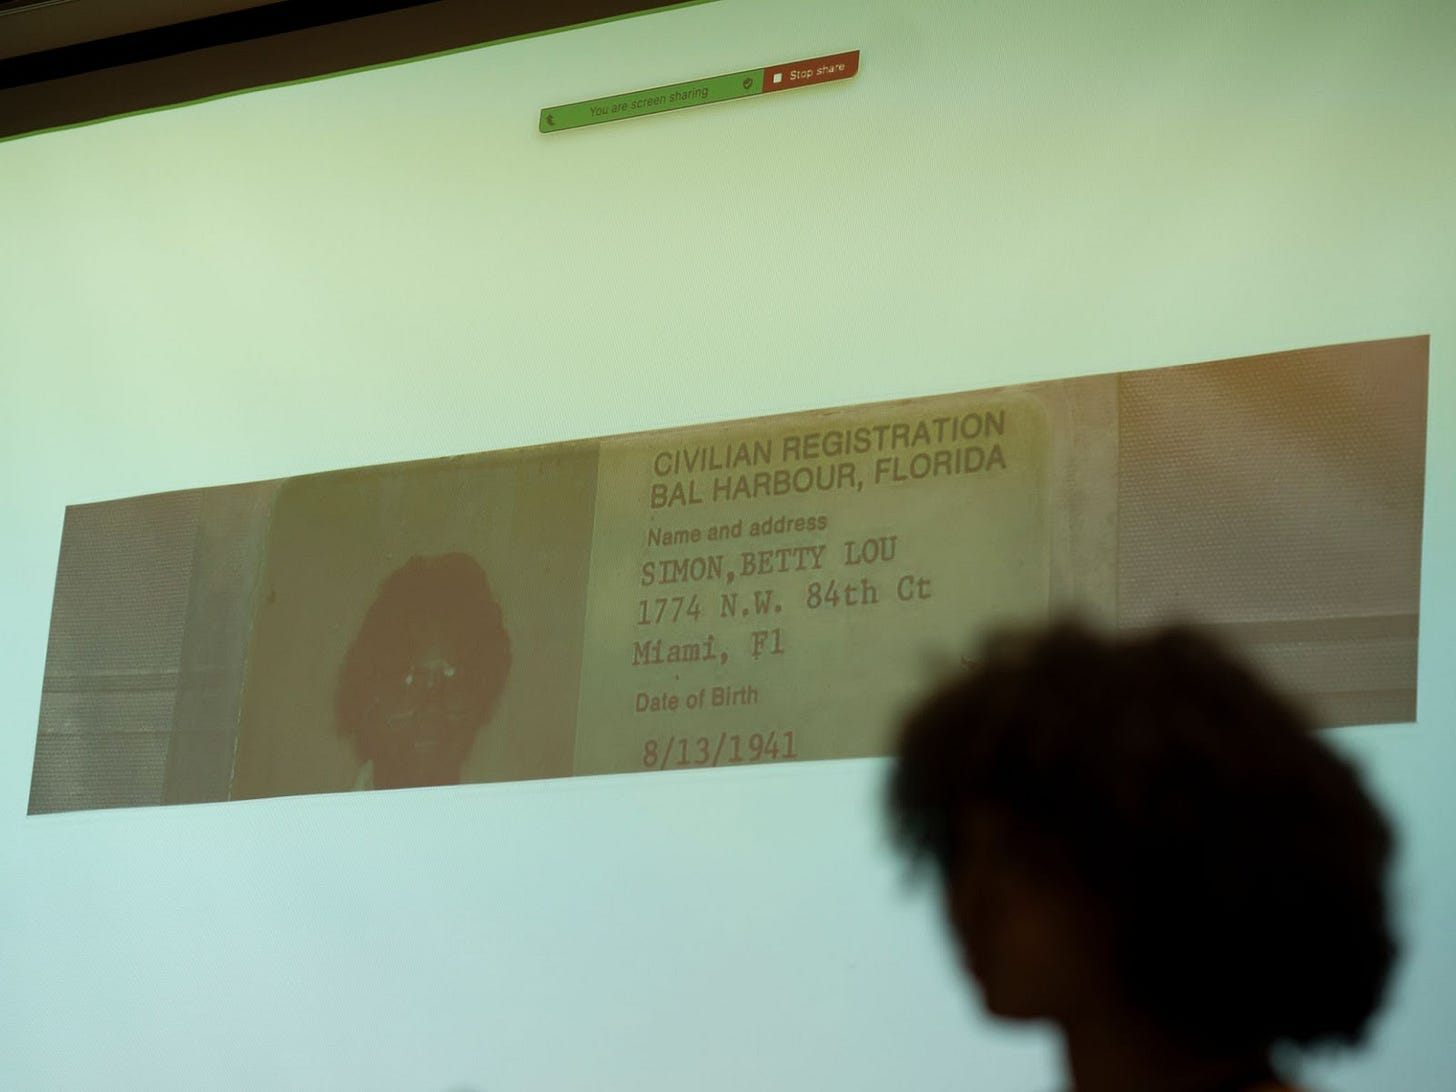 You are screen sharing
Stop share
CIVILIAN REGISTRATION
BAL HARBOUR, FLORIDA
Name and address
SIMON,BETTY LOU
1774 N.W. 84th Ct
Miami, Fl
Date of Birth
8/13/1941